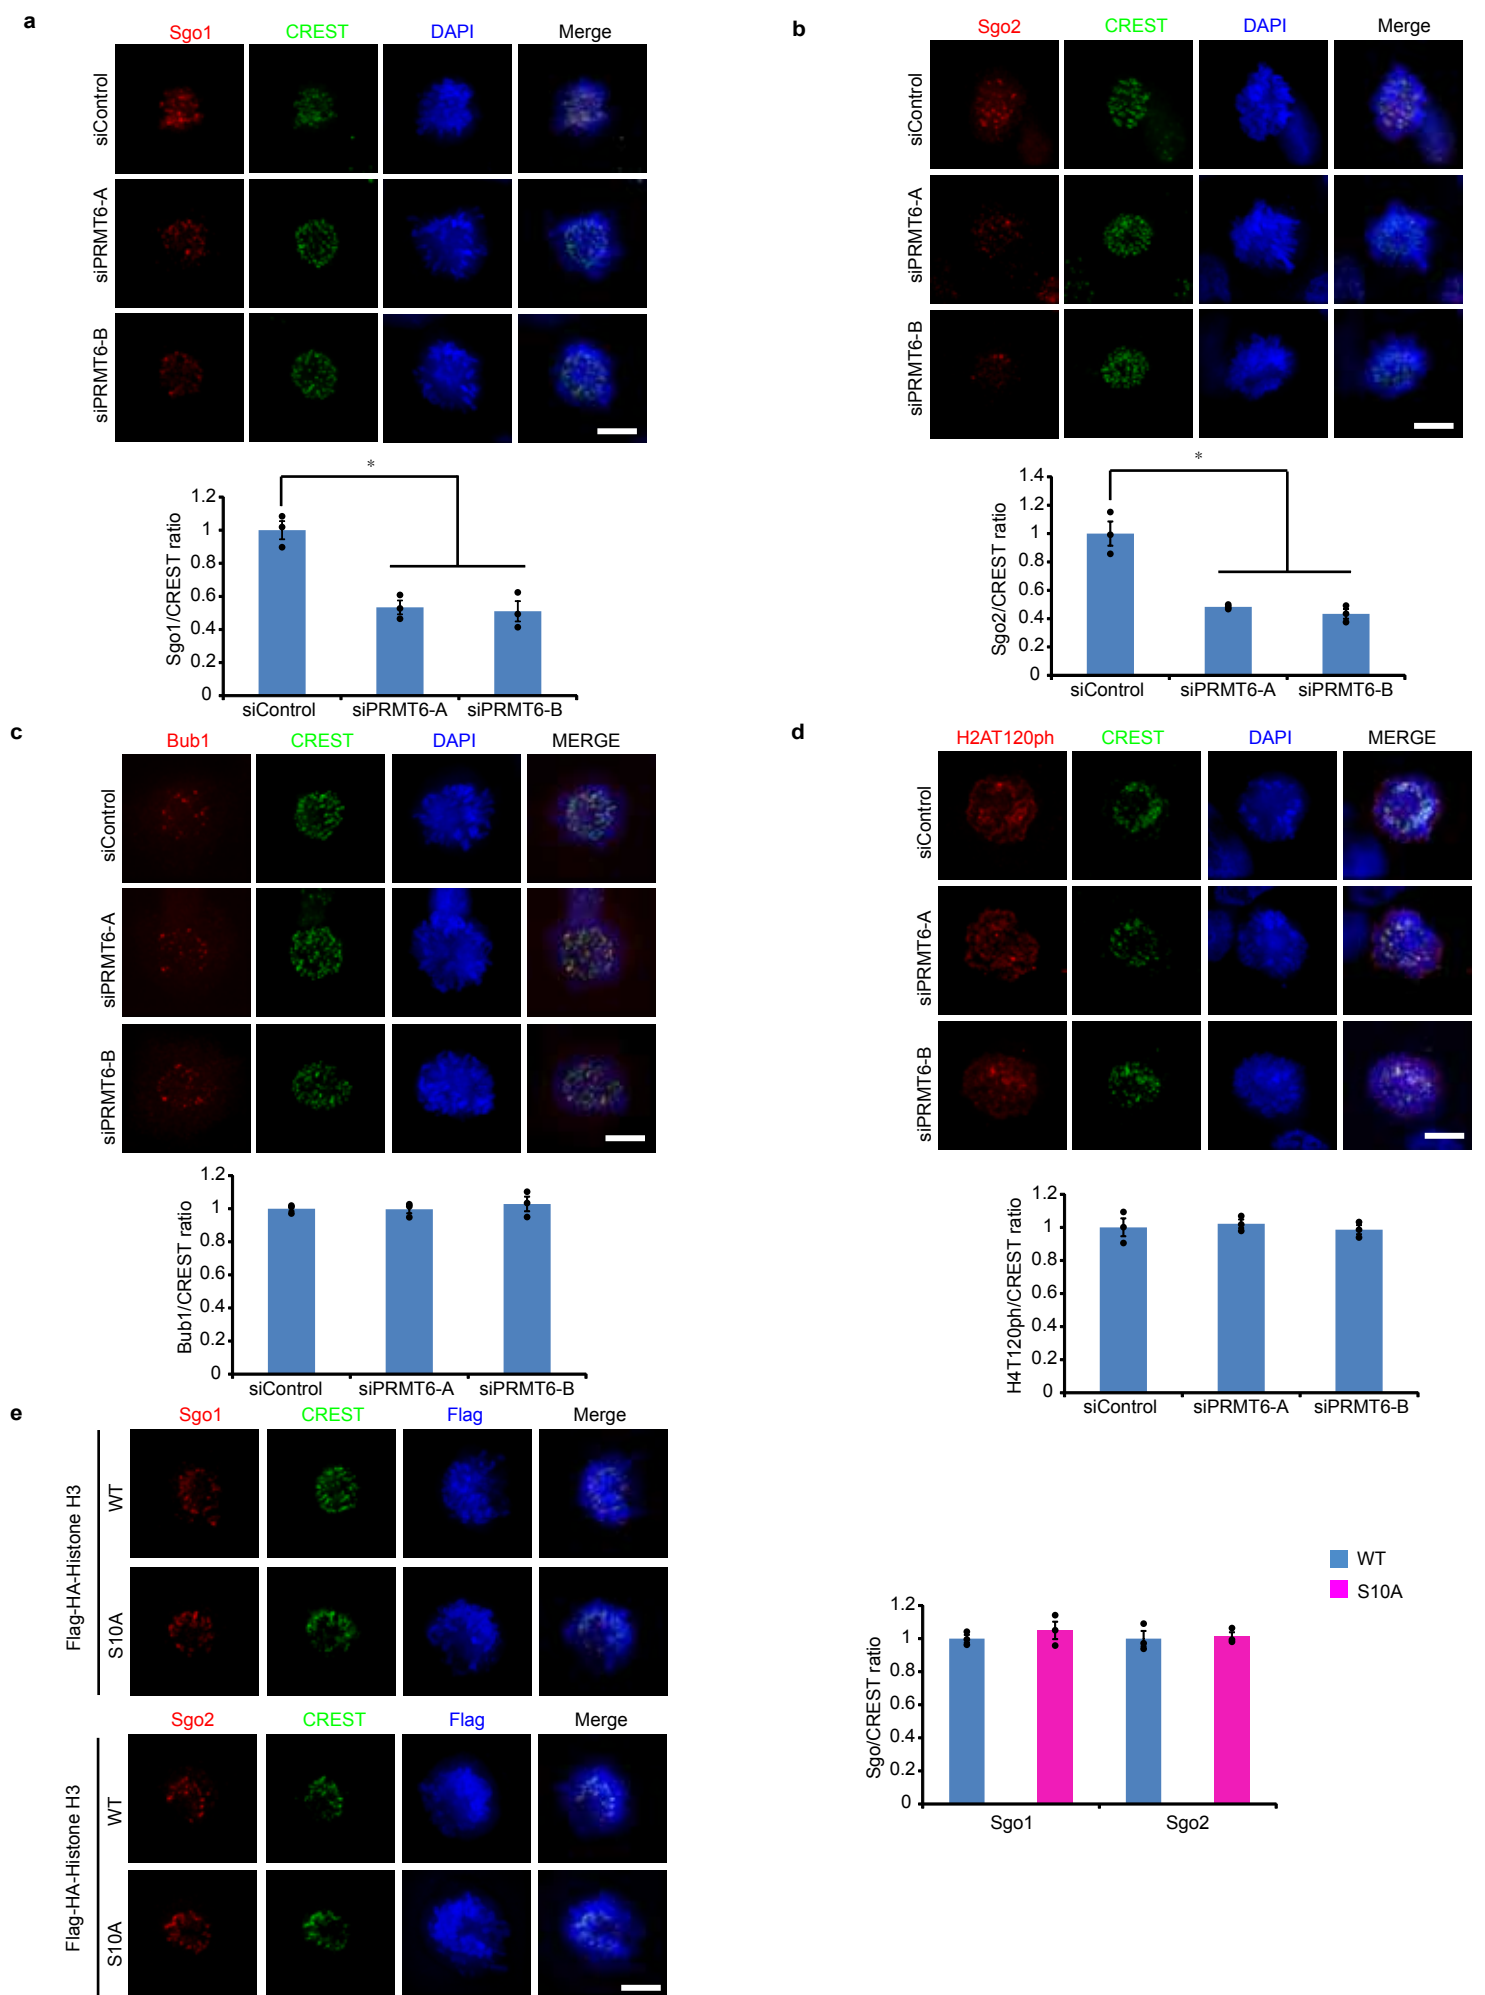 a
Sgo1 CREST DAPI Merge
siControl
siPRMT6-A
siPRMT6-B
*
Sgo1/CREST ratio
1.2
1
0.8
0.6
0.4
0.2
0
siControl siPRMT6-A siPRMT6-B
b
Sgo2 CREST DAPI Merge
siControl
siPRMT6-A
siPRMT6-B
*
Sgo2/CREST ratio
1.4
1.2
1
0.8
0.6
0.4
0.2
0
siControl siPRMT6-A siPRMT6-B
c
Bub1 CREST DAPI MERGE
siControl
siPRMT6-A
siPRMT6-B
Bub1/CREST ratio
1.2
1
0.8
0.6
0.4
0.2
0
siControl siPRMT6-A siPRMT6-B
d
H2AT120ph CREST DAPI MERGE
siControl
siPRMT6-A
siPRMT6-B
H4T120ph/CREST ratio
1.2
1
0.8
0.6
0.4
0.2
0
siControl siPRMT6-A siPRMT6-B
e
Sgo1 CREST Flag Merge
Flag-HA-Histone H3
WT
S10A
Sgo2 CREST Flag Merge
Flag-HA-Histone H3
WT
S10A
WT
S10A
Sgo/CREST ratio
1.2
1
0.8
0.6
0.4
0.2
0
Sgo1 Sgo2